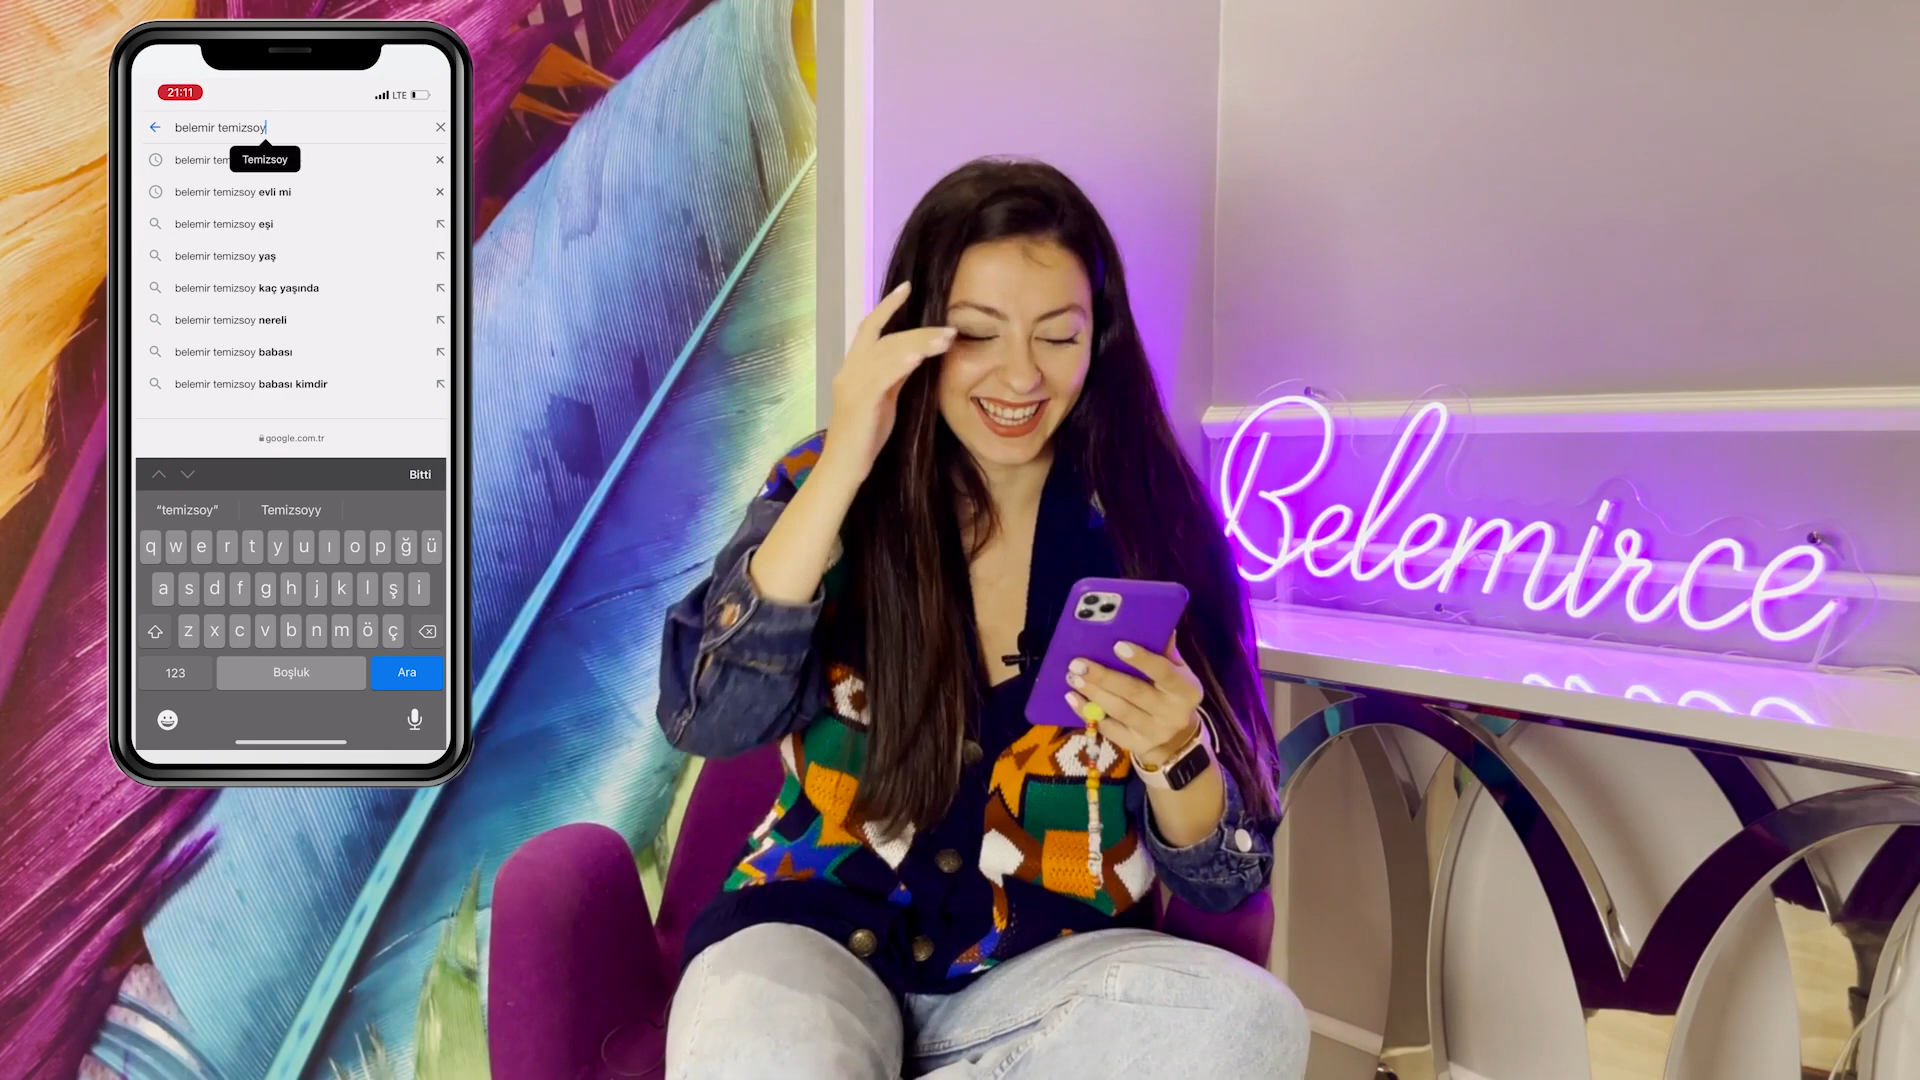 21:11
LTE
belemir temizsoy
belemir tem
Temizsoy
belemir temizsoy evli mi
belemir temizsoy eşi
belemir temizsoy yaş
belemir temizsoy kaç yaşında
belemir temizsoy nereli
belemir temizsoy babası
belemir temizsoy babası kimdir
google.com.tr
Bitti
“temizsoy” Temizsoyy
q w e r t y u ı o p ğ ü
a s d f g h j k l ş i
z x c v b n m ö ç
123 Boşluk Ara
Belemirce